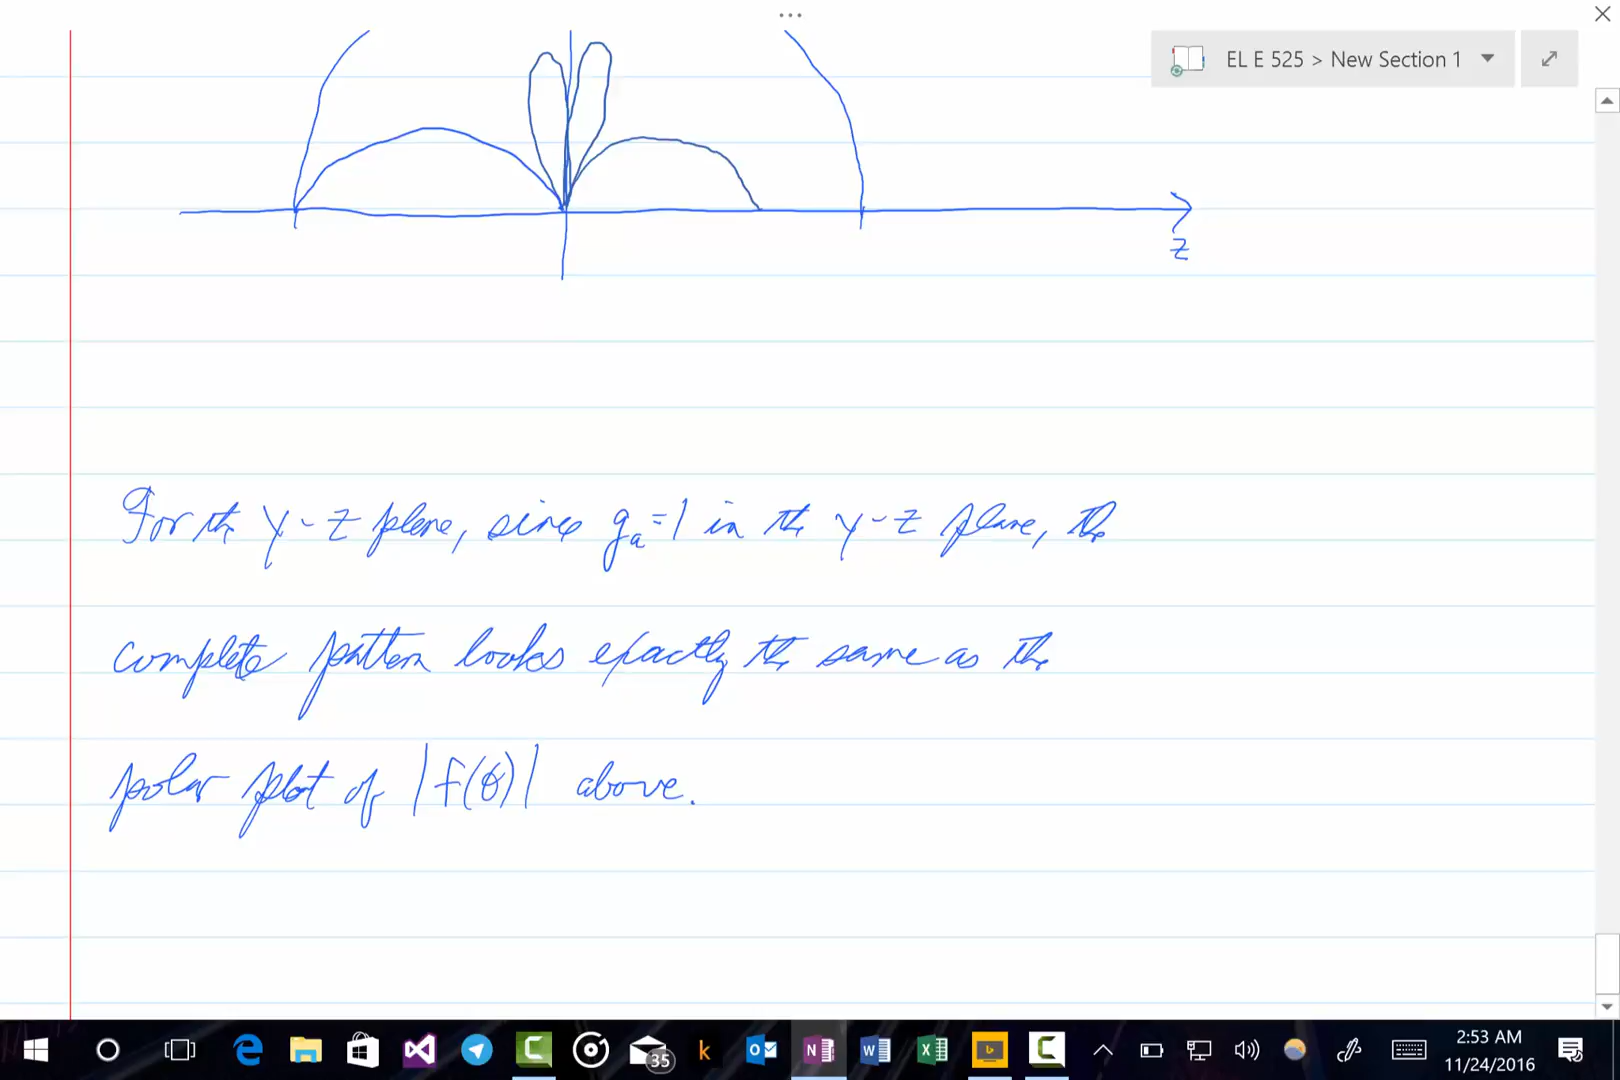 ...
EL E 525 > New Section 1
z
For the y-z plane, since gₐ=1 in the y-z plane, the
complete pattern looks exactly the same as the
polar plot of |f(θ)| above.
35
2:53 AM
11/24/2016